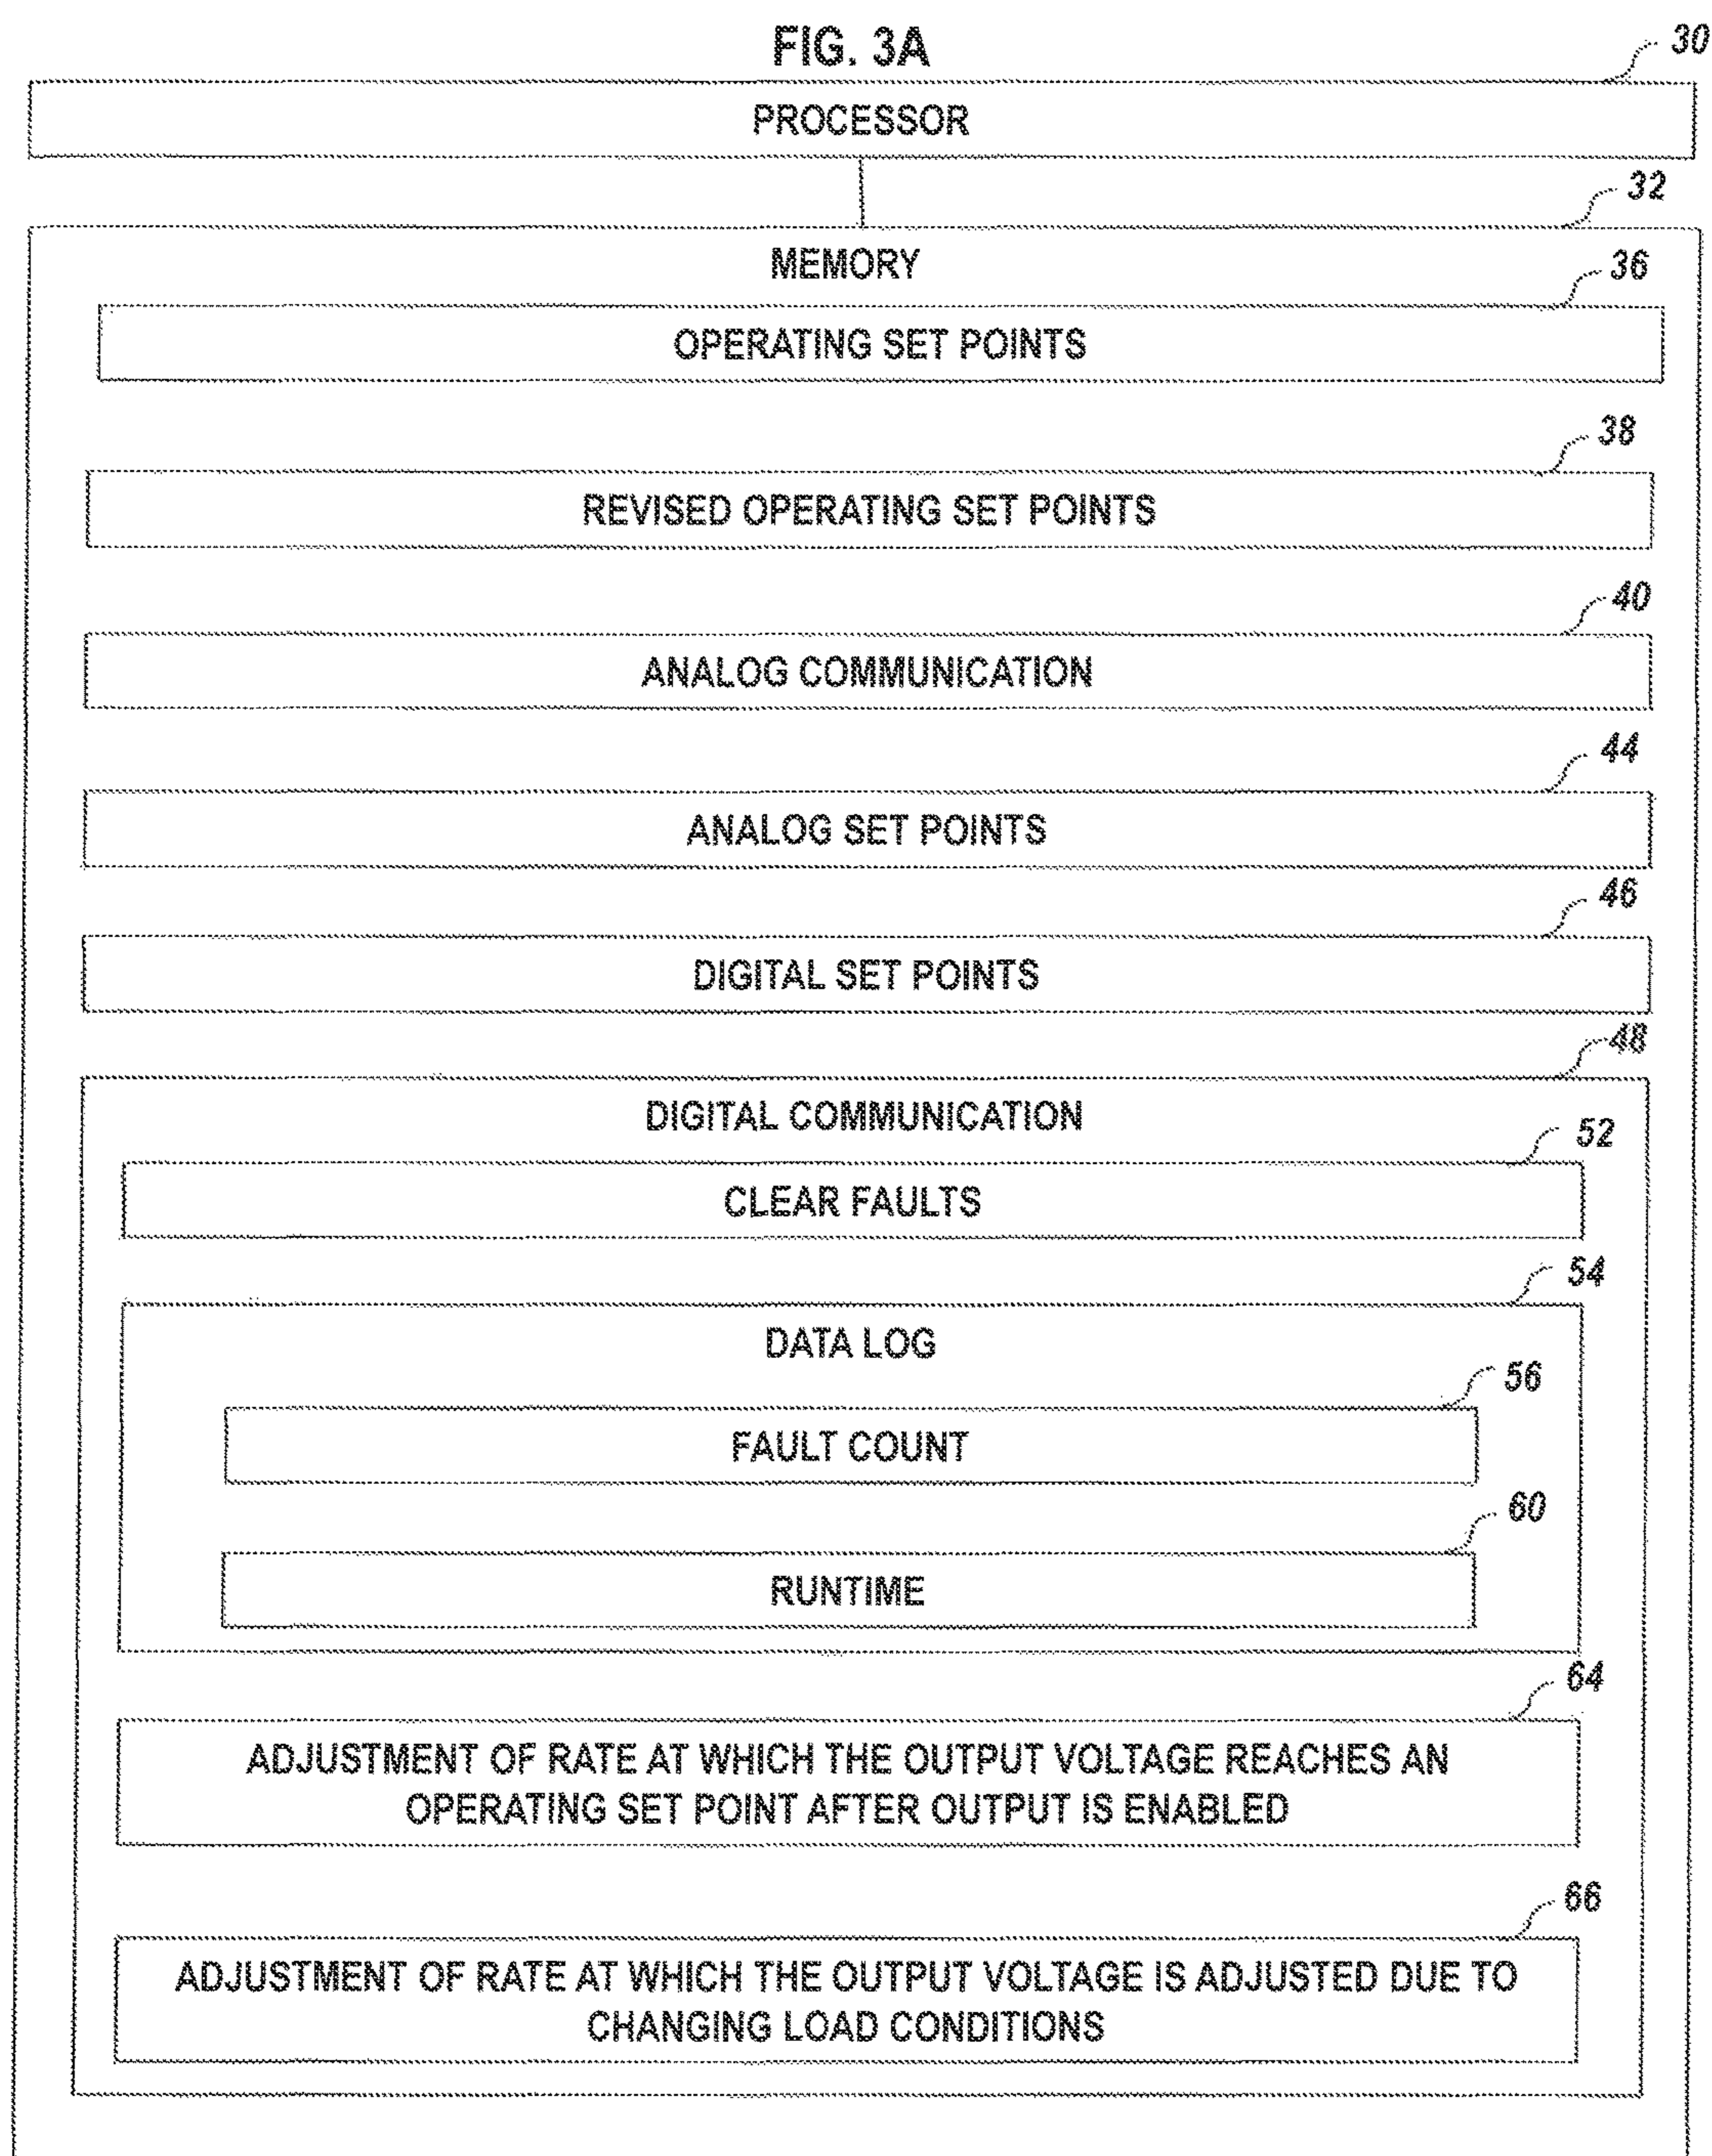 FIG. 3A
30
PROCESSOR
32
MEMORY
36
OPERATING SET POINTS
38
REVISED OPERATING SET POINTS
40
ANALOG COMMUNICATION
44
ANALOG SET POINTS
46
DIGITAL SET POINTS
48
DIGITAL COMMUNICATION
52
CLEAR FAULTS
54
DATA LOG
56
FAULT COUNT
60
RUNTIME
64
ADJUSTMENT OF RATE AT WHICH THE OUTPUT VOLTAGE REACHES AN
OPERATING SET POINT AFTER OUTPUT IS ENABLED
66
ADJUSTMENT OF RATE AT WHICH THE OUTPUT VOLTAGE IS ADJUSTED DUE TO
CHANGING LOAD CONDITIONS